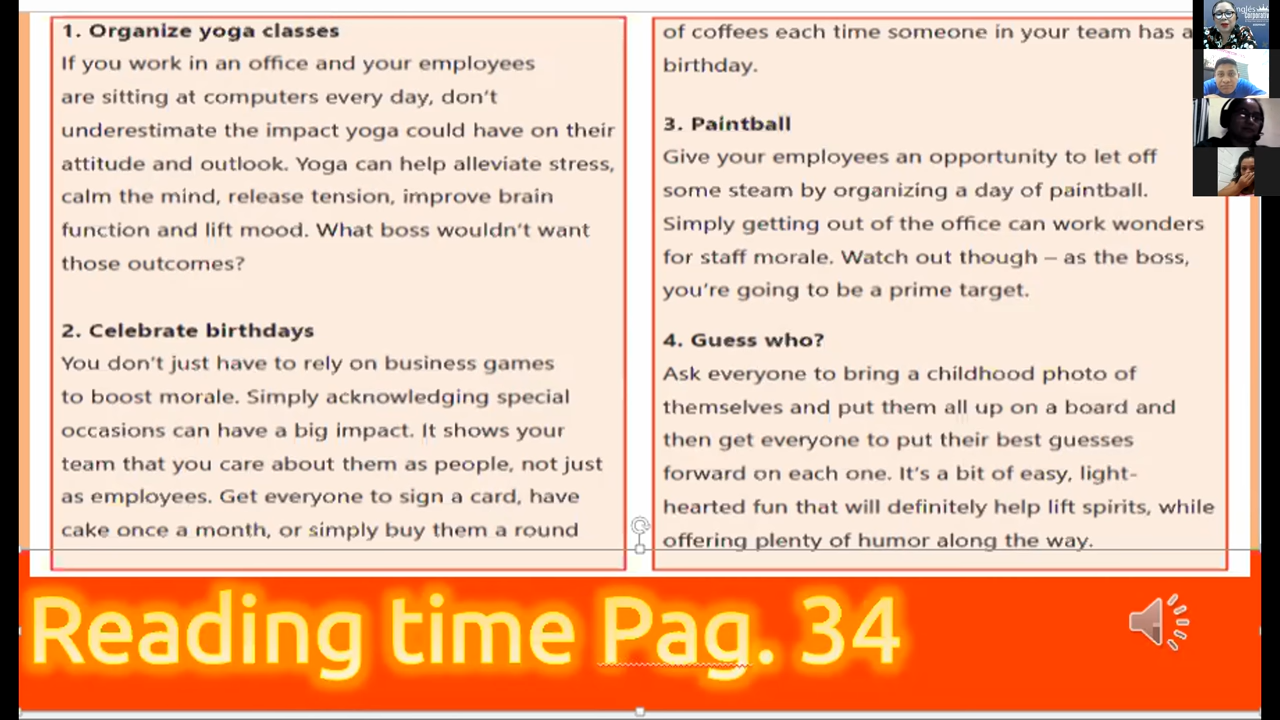 1. Organize yoga classes
If you work in an office and your employees
are sitting at computers every day, don't
underestimate the impact yoga could have on their
attitude and outlook. Yoga can help alleviate stress,
calm the mind, release tension, improve brain
function and lift mood. What boss wouldn't want
those outcomes?
2. Celebrate birthdays
You don't just have to rely on business games
to boost morale. Simply acknowledging special
occasions can have a big impact. It shows your
team that you care about them as people, not just
as employees. Get everyone to sign a card, have
cake once a month, or simply buy them a round
of coffees each time someone in your team has a
birthday.
3. Paintball
Give your employees an opportunity to let off
some steam by organizing a day of paintball.
Simply getting out of the office can work wonders
for staff morale. Watch out though – as the boss,
you're going to be a prime target.
4. Guess who?
Ask everyone to bring a childhood photo of
themselves and put them all up on a board and
then get everyone to put their best guesses
forward on each one. It's a bit of easy, light-
hearted fun that will definitely help lift spirits, while
offering plenty of humor along the way.
Reading time Pag. 34